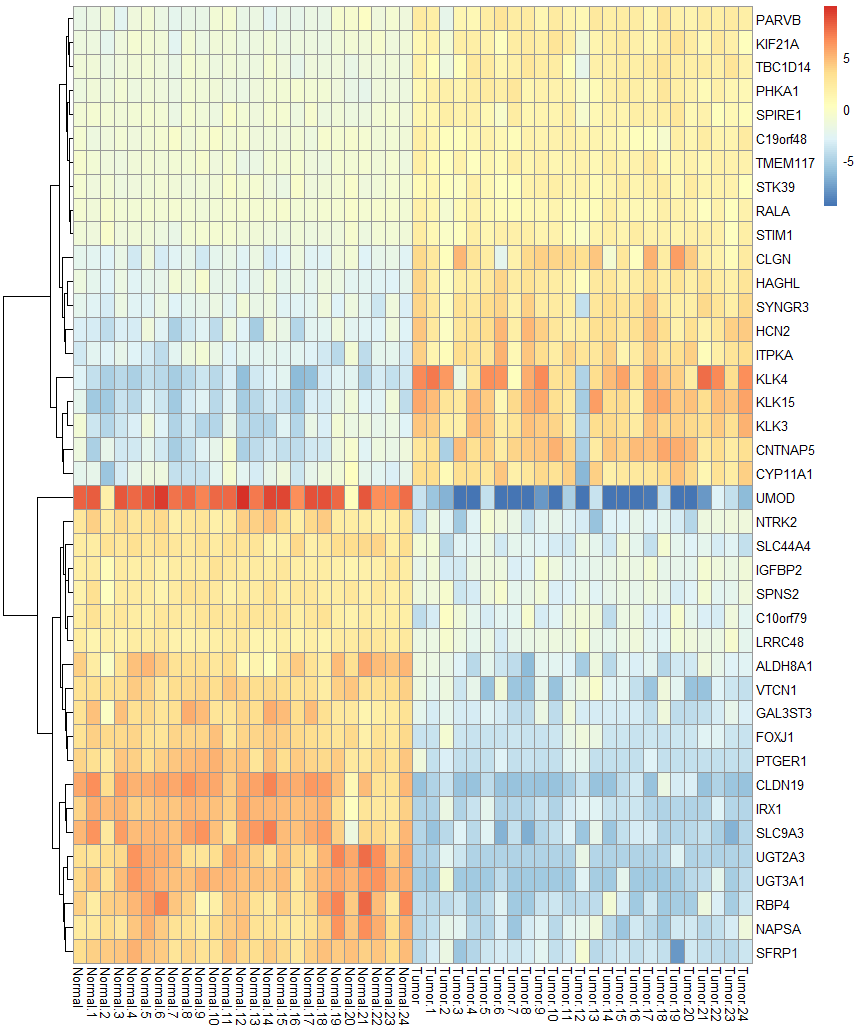 PARVB
KIF21A
TBC1D14
PHKA1
SPIRE1
C19orf48
TMEM117
STK39
RALA
STIM1
CLGN
HAGHL
SYNGR3
HCN2
ITPKA
KLK4
KLK15
KLK3
CNTNAP5
CYP11A1
UMOD
NTRK2
SLC44A4
IGFBP2
SPNS2
C10orf79
LRRC48
ALDH8A1
VTCN1
GAL3ST3
FOXJ1
PTGER1
CLDN19
IRX1
SLC9A3
UGT2A3
UGT3A1
RBP4
NAPSA
SFRP1
5
0
-5
Normal
Normal.1
Normal.2
Normal.3
Normal.4
Normal.5
Normal.6
Normal.7
Normal.8
Normal.9
Normal.10
Normal.11
Normal.12
Normal.13
Normal.14
Normal.15
Normal.16
Normal.17
Normal.18
Normal.19
Normal.20
Normal.21
Normal.22
Normal.23
Normal.24
Tumor
Tumor.1
Tumor.2
Tumor.3
Tumor.4
Tumor.5
Tumor.6
Tumor.7
Tumor.8
Tumor.9
Tumor.10
Tumor.11
Tumor.12
Tumor.13
Tumor.14
Tumor.15
Tumor.16
Tumor.17
Tumor.18
Tumor.19
Tumor.20
Tumor.21
Tumor.22
Tumor.23
Tumor.24